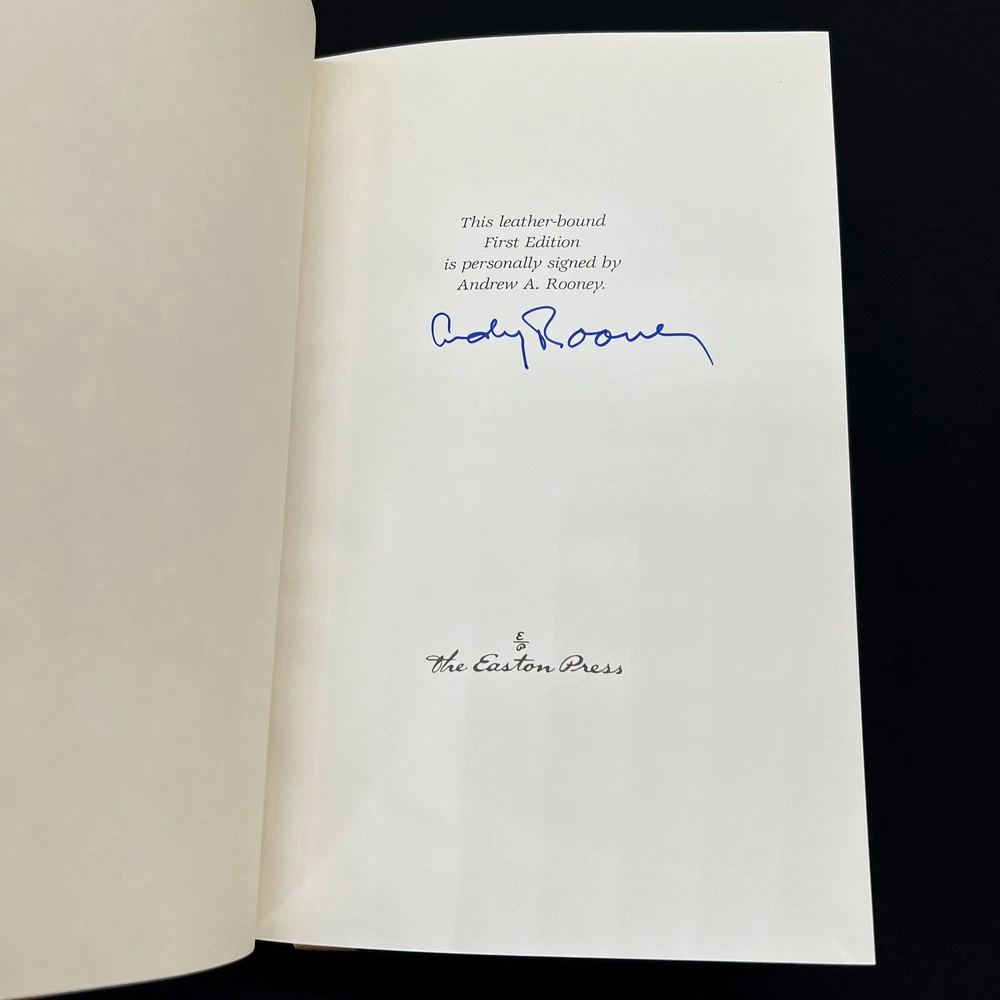 This leather-bound
First Edition
is personally signed by
Andrew A. Rooney.
Andy Rooney
E
P
the Easton Press